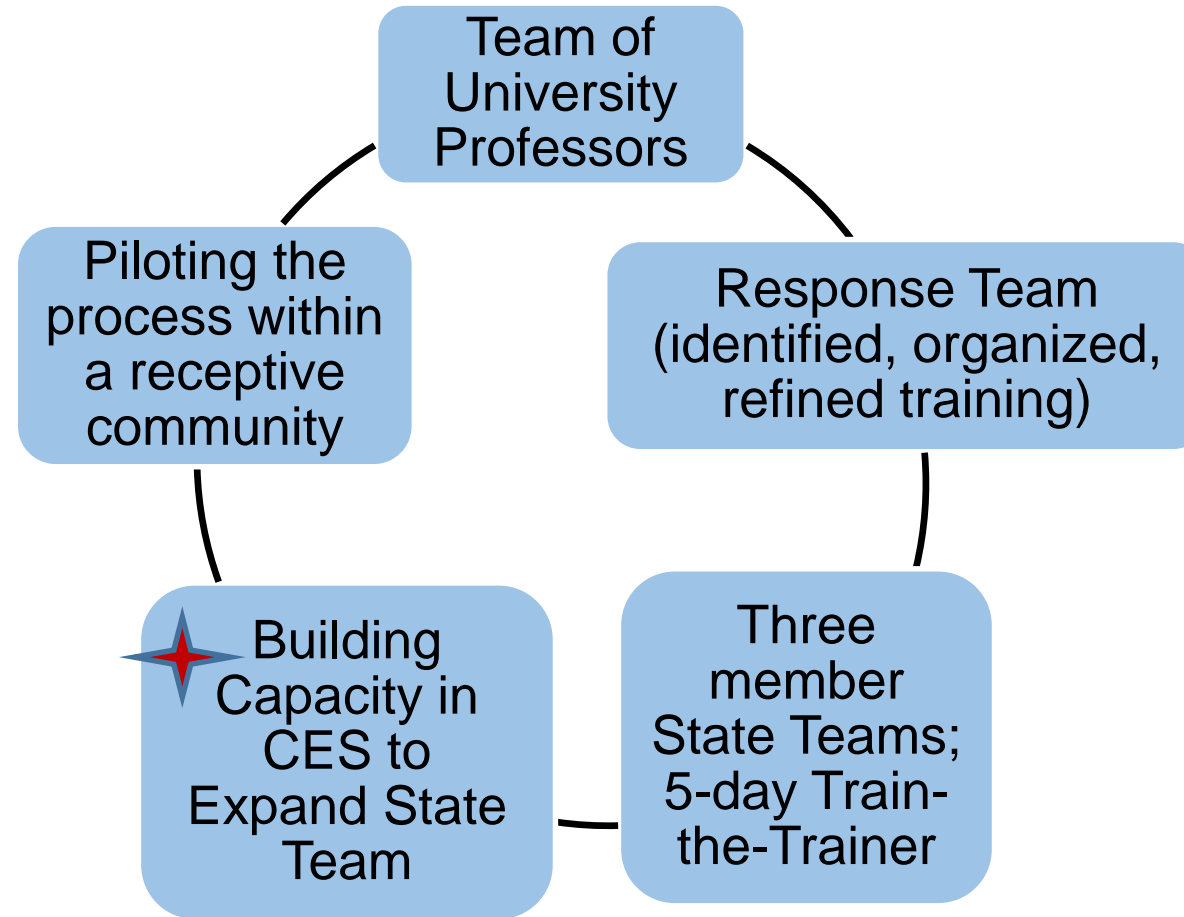 Team of
University
Professors
Response Team
(identified, organized,
refined training)
Three
member
State Teams;
5-day Train-
the-Trainer
Building
Capacity in
CES to
Expand State
Team
Piloting the
process within
a receptive
community